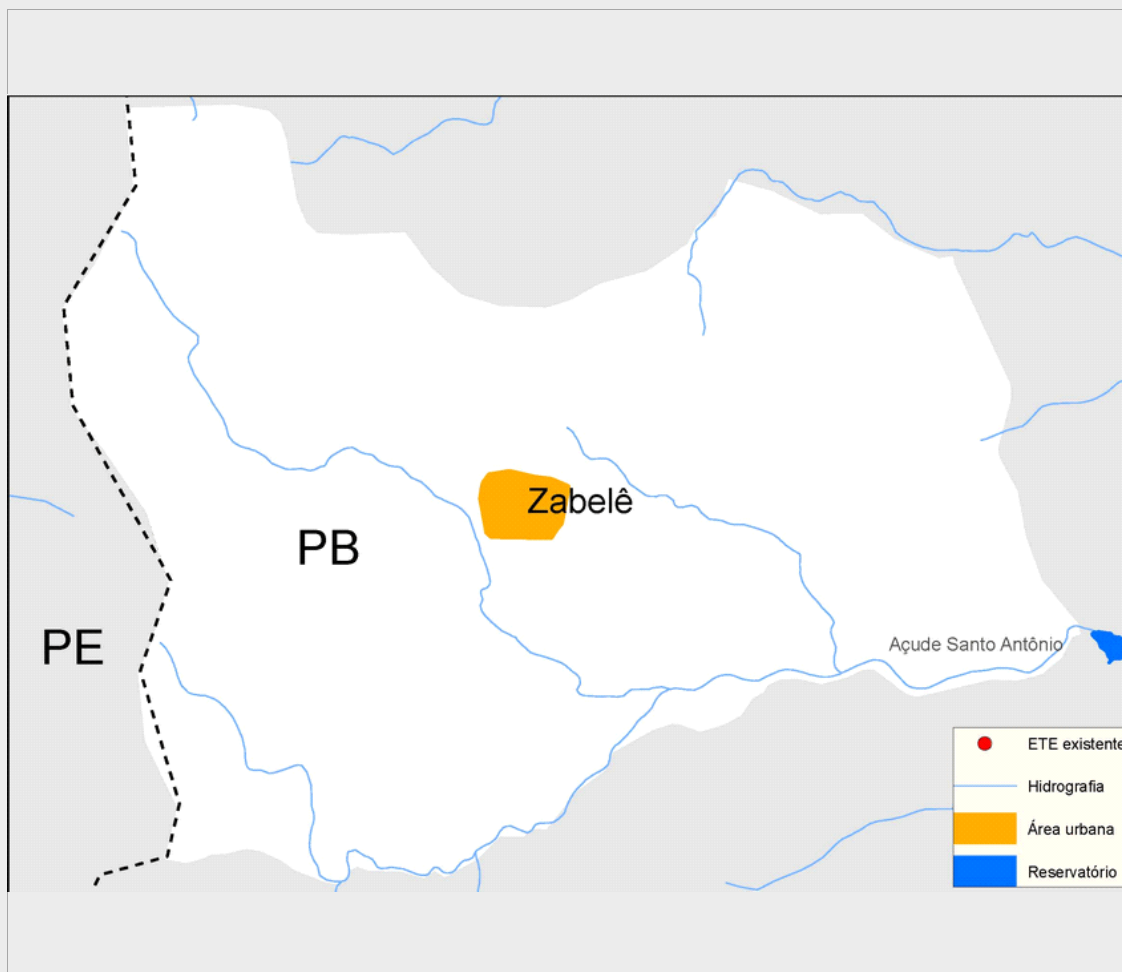 Zabelê
PB
PE
Açude Santo Antônio
ETE existente
Hidrografia
Área urbana
Reservatório